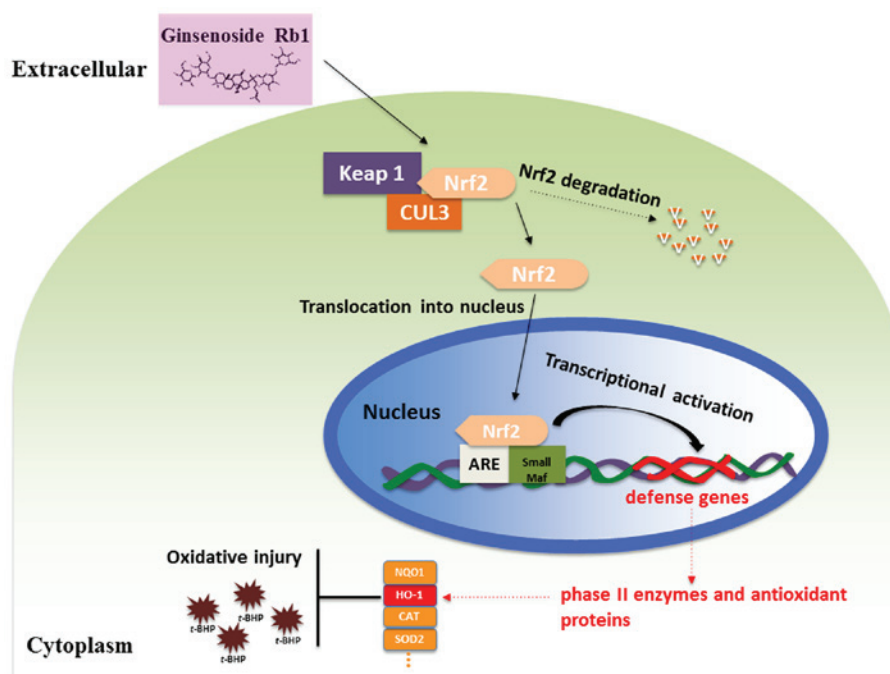 Ginsenoside Rb1
Extracellular
Keap 1
Nrf2
CUL3
Nrf2 degradation
Nrf2
Translocation into nucleus
Nucleus
Transcriptional activation
Nrf2
ARE
Small
Maf
defense genes
Oxidative injury
t-BHP
t-BHP
t-BHP
t-BHP
NQO1
HO-1
CAT
SOD2
phase II enzymes and antioxidant
proteins
Cytoplasm